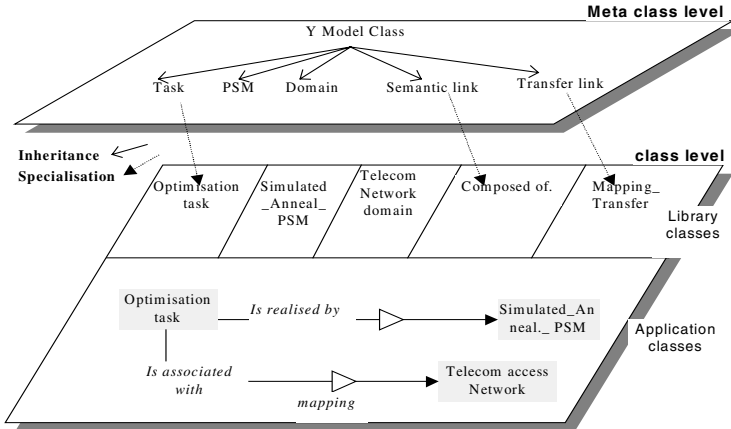 Meta class level
Y Model Class
Task PSM Domain Semantic link Transfer link
Inheritance
Specialisation
class level
Optimisation
task
Simulated
_Anneal_
PSM
Telecom
Network
domain
Composed of.
Mapping_
Transfer
Library
classes
Optimisation
task
Is realised by
Simulated_An
neal._ PSM
Application
classes
Is associated
with
mapping
Telecom access
Network